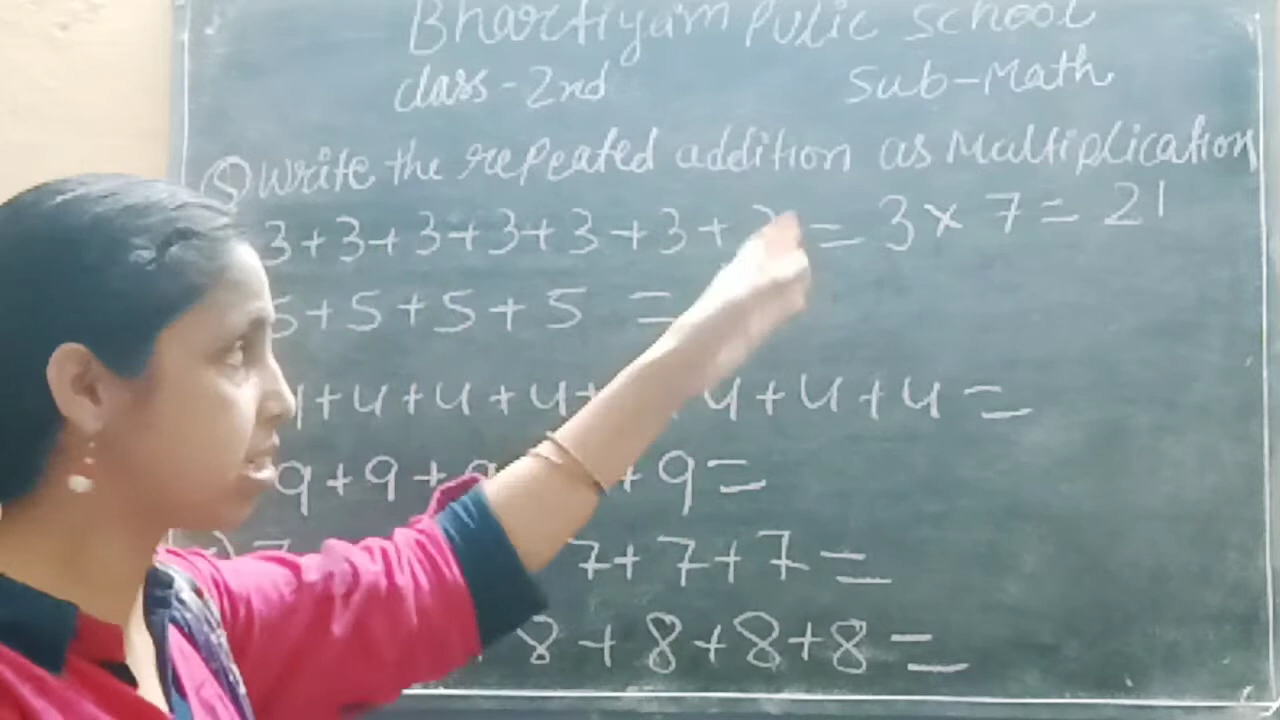 Bhartiyam Pulic School
class-2nd Sub-Math
Q write the repeated addition as Multiplication
3+3+3+3+3+3+3=3×7=21
5+5+5+5=
4+4+4+4+ 4+4+4=
9+9+9 +9=
7 7+7+7=
8+8+8+8=